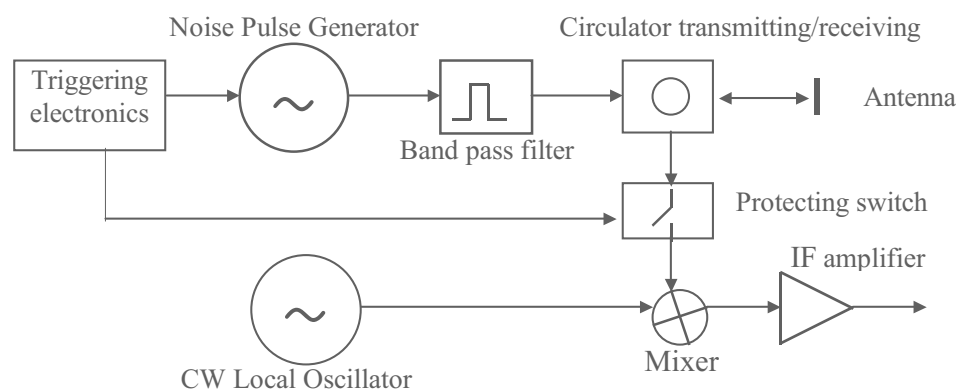 Noise Pulse Generator
Circulator transmitting/receiving
Triggering
electronics
Antenna
Band pass filter
Protecting switch
IF amplifier
Mixer
CW Local Oscillator